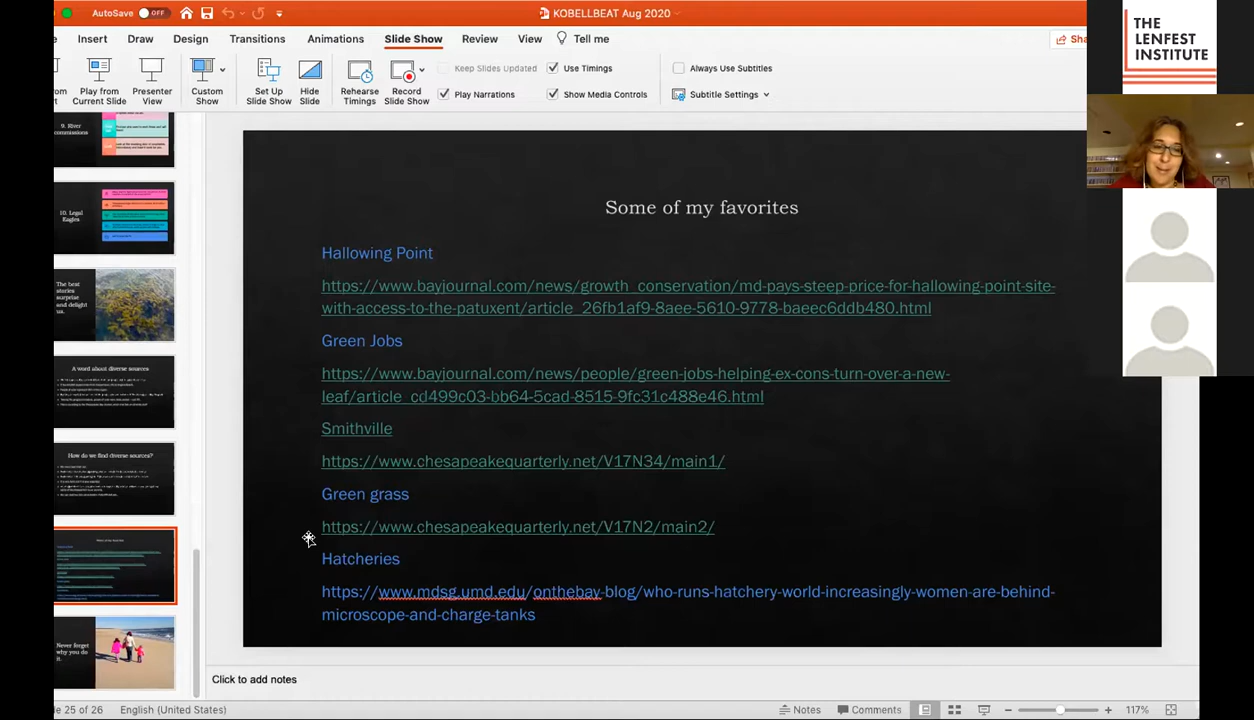 AutoSave OFF
KOBELLBEAT Aug 2020
Insert Draw Design Transitions Animations Slide Show Review View Tell me
Play from Current Slide
Presenter View
Custom Show
Set Up Slide Show
Hide Slide
Rehearse Timings
Record Slide Show
Keep Slides Updated
Play Narrations
Use Timings
Show Media Controls
Always Use Subtitles
Subtitle Settings
THE
LENFEST
INSTITUTE
9. River
commissions
10. Legal
Eagles
The best
stories
surprise
and delight
us.
A word about diverse sources
How do we find diverse sources?
Never forget
why you do
it.
Some of my favorites
Hallowing Point
https://www.bayjournal.com/news/growth_conservation/md-pays-steep-price-for-hallowing-point-site-
with-access-to-the-patuxent/article_26fb1af9-8aee-5610-9778-baeec6ddb480.html
Green Jobs
https://www.bayjournal.com/news/people/green-jobs-helping-ex-cons-turn-over-a-new-
leaf/article_cd499c03-bb64-5cad-8515-9fc31c488e46.html
Smithville
https://www.chesapeakequarterly.net/V17N34/main1/
Green grass
https://www.chesapeakequarterly.net/V17N2/main2/
Hatcheries
https://www.mdsg.umd.edu/onthebay-blog/who-runs-hatchery-world-increasingly-women-are-behind-
microscope-and-charge-tanks
Click to add notes
25 of 26 English (United States) Notes Comments 117%